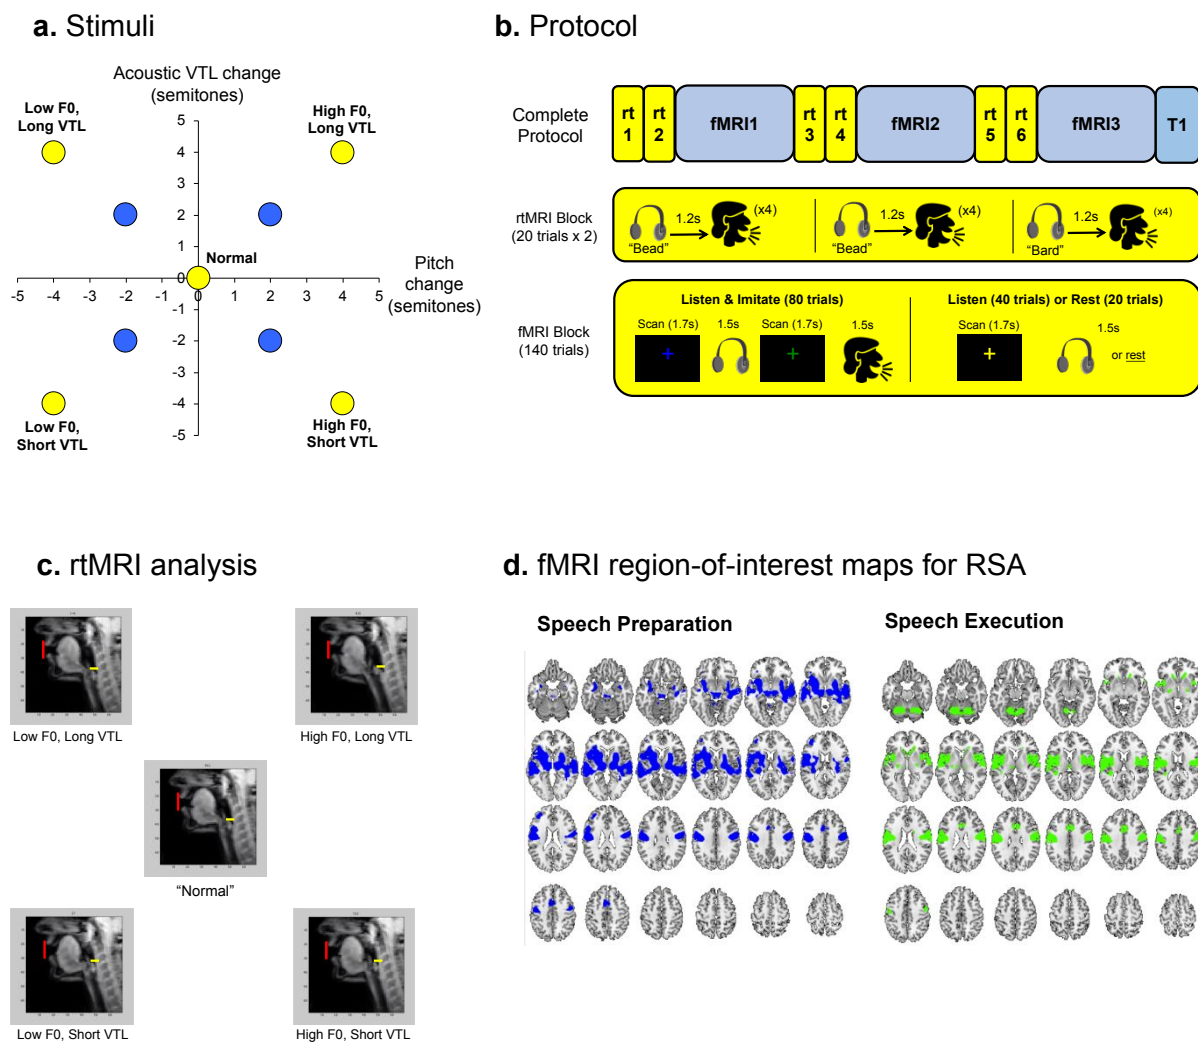 a. Stimuli
Acoustic VTL change
(semitones)
Low F0,
Long VTL
High F0,
Long VTL
5
4
3
2
1
0
-1
-2
-3
-4
-5
Normal
-5 -4 -3 -2 -1 0 1 2 3 4 5
Pitch
change
(semitones)
Low F0,
Short VTL
High F0,
Short VTL
b. Protocol
Complete
Protocol
rt
1
rt
2
fMRI1
rt
3
rt
4
fMRI2
rt
5
rt
6
fMRI3
T1
rtMRI Block
(20 trials x 2)
1.2s
(x4)
"Bead"
1.2s
(x4)
"Bead"
1.2s
(x4)
"Bard"
fMRI Block
(140 trials)
Listen & Imitate (80 trials)
Scan (1.7s) 1.5s Scan (1.7s) 1.5s
Listen (40 trials) or Rest (20 trials)
Scan (1.7s) 1.5s
or rest
c. rtMRI analysis
Low F0, Long VTL
High F0, Long VTL
"Normal"
Low F0, Short VTL
High F0, Short VTL
d. fMRI region-of-interest maps for RSA
Speech Preparation
Speech Execution